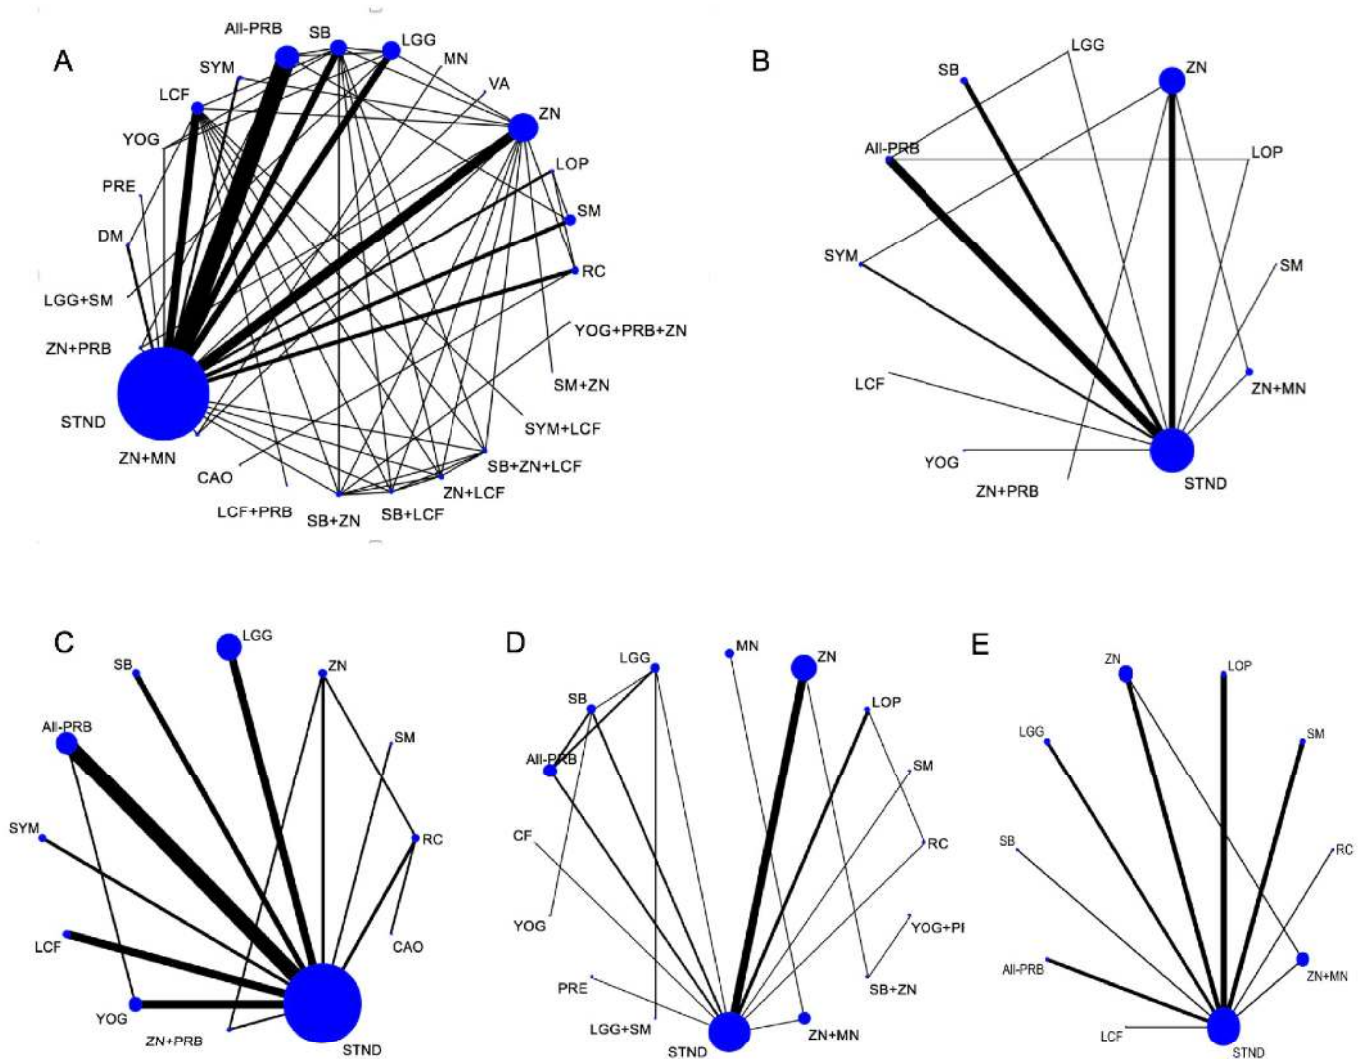 A
All-PRB
SB
LGG
MN
VA
SYM
LCF
ZN
YOG
LOP
PRE
SM
DM
RC
LGG+SM
YOG+PRB+ZN
ZN+PRB
SM+ZN
STND
SYM+LCF
ZN+MN
SB+ZN+LCF
CAO
ZN+LCF
LCF+PRB
SB+LCF
SB+ZN
B
LGG
SB
ZN
All-PRB
LOP
SYM
SM
LCF
ZN+MN
YOG
ZN+PRB
STND
C
LGG
SB
ZN
All-PRB
SM
SYM
RC
LCF
CAO
YOG
ZN+PRB
STND
D
MN
LGG
ZN
SB
LOP
All-PRB
SM
CF
RC
YOG
YOG+PI
PRE
SB+ZN
LGG+SM
ZN+MN
STND
E
ZN
LOP
LGG
SM
SB
RC
All-PRB
ZN+MN
LCF
STND